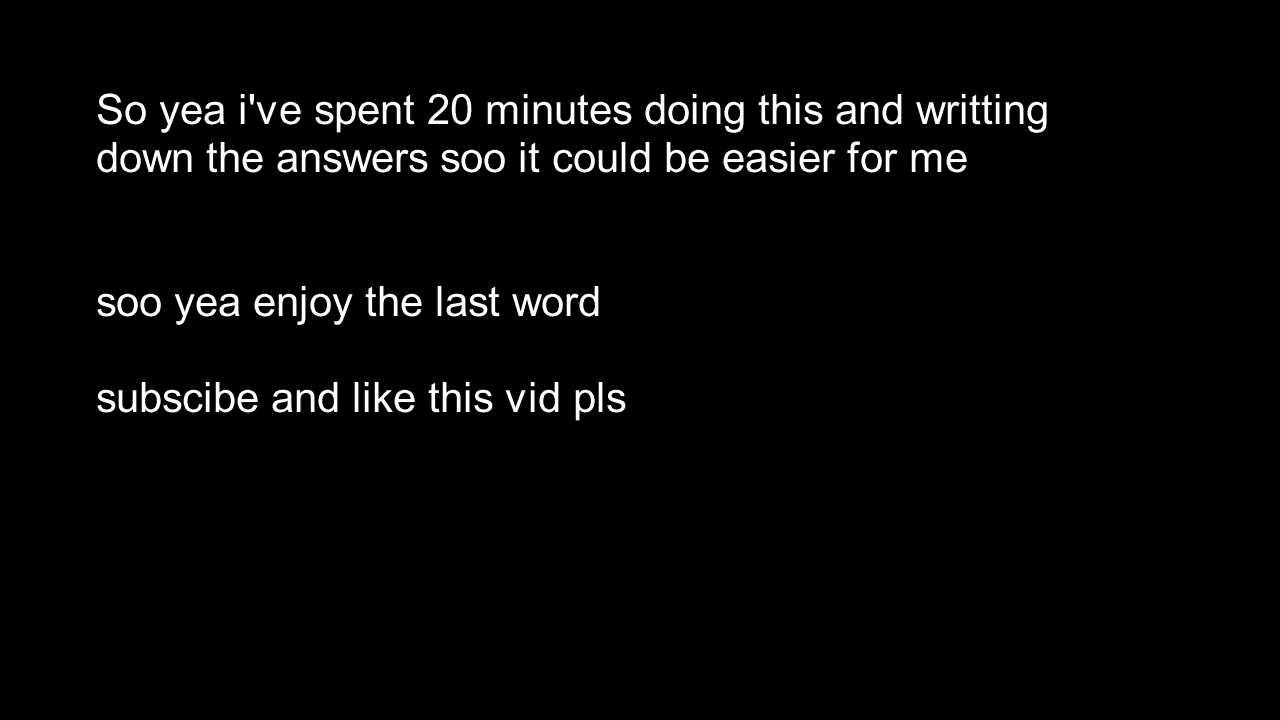 So yea i've spent 20 minutes doing this and writting
down the answers soo it could be easier for me
soo yea enjoy the last word
subscibe and like this vid pls